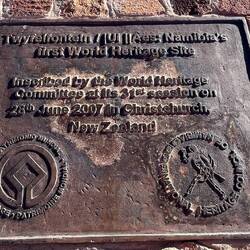 Twyfelfontein /Ui //aes: Namibia's
first World Heritage Site
Inscribed by the World Heritage
Committee at its 31st session on
28th June 2007 in Christchurch,
New Zealand